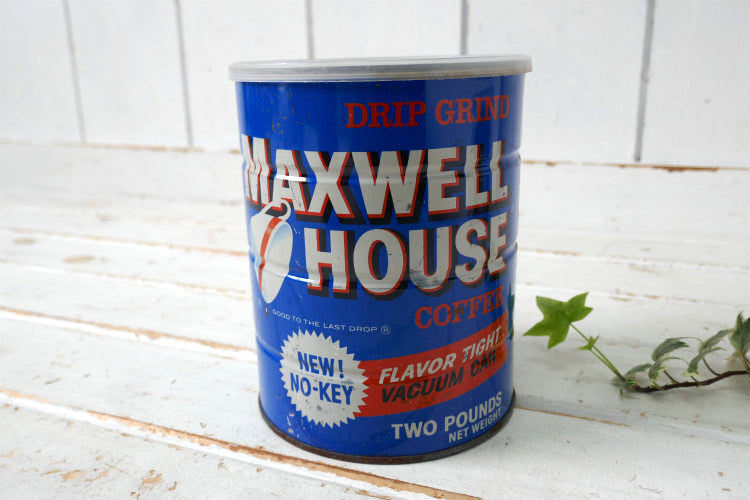 DRIP GRIND
MAXWELL
HOUSE
COFFEE
GOOD TO THE LAST DROP ®
NEW!
NO-KEY
FLAVOR TIGHT
VACUUM CAN
TWO POUNDS
NET WEIGHT